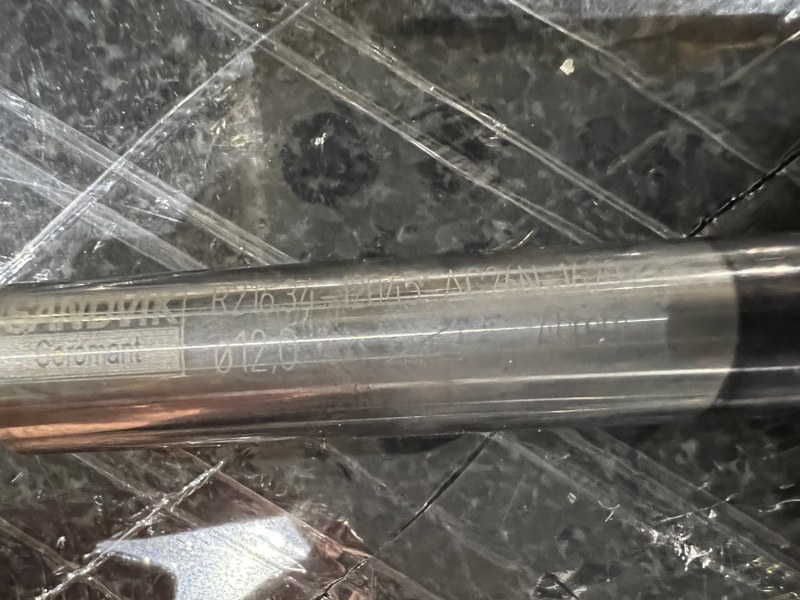 SANDVIK
Coromant
R216.34-12045-AC26N
Ø12,0